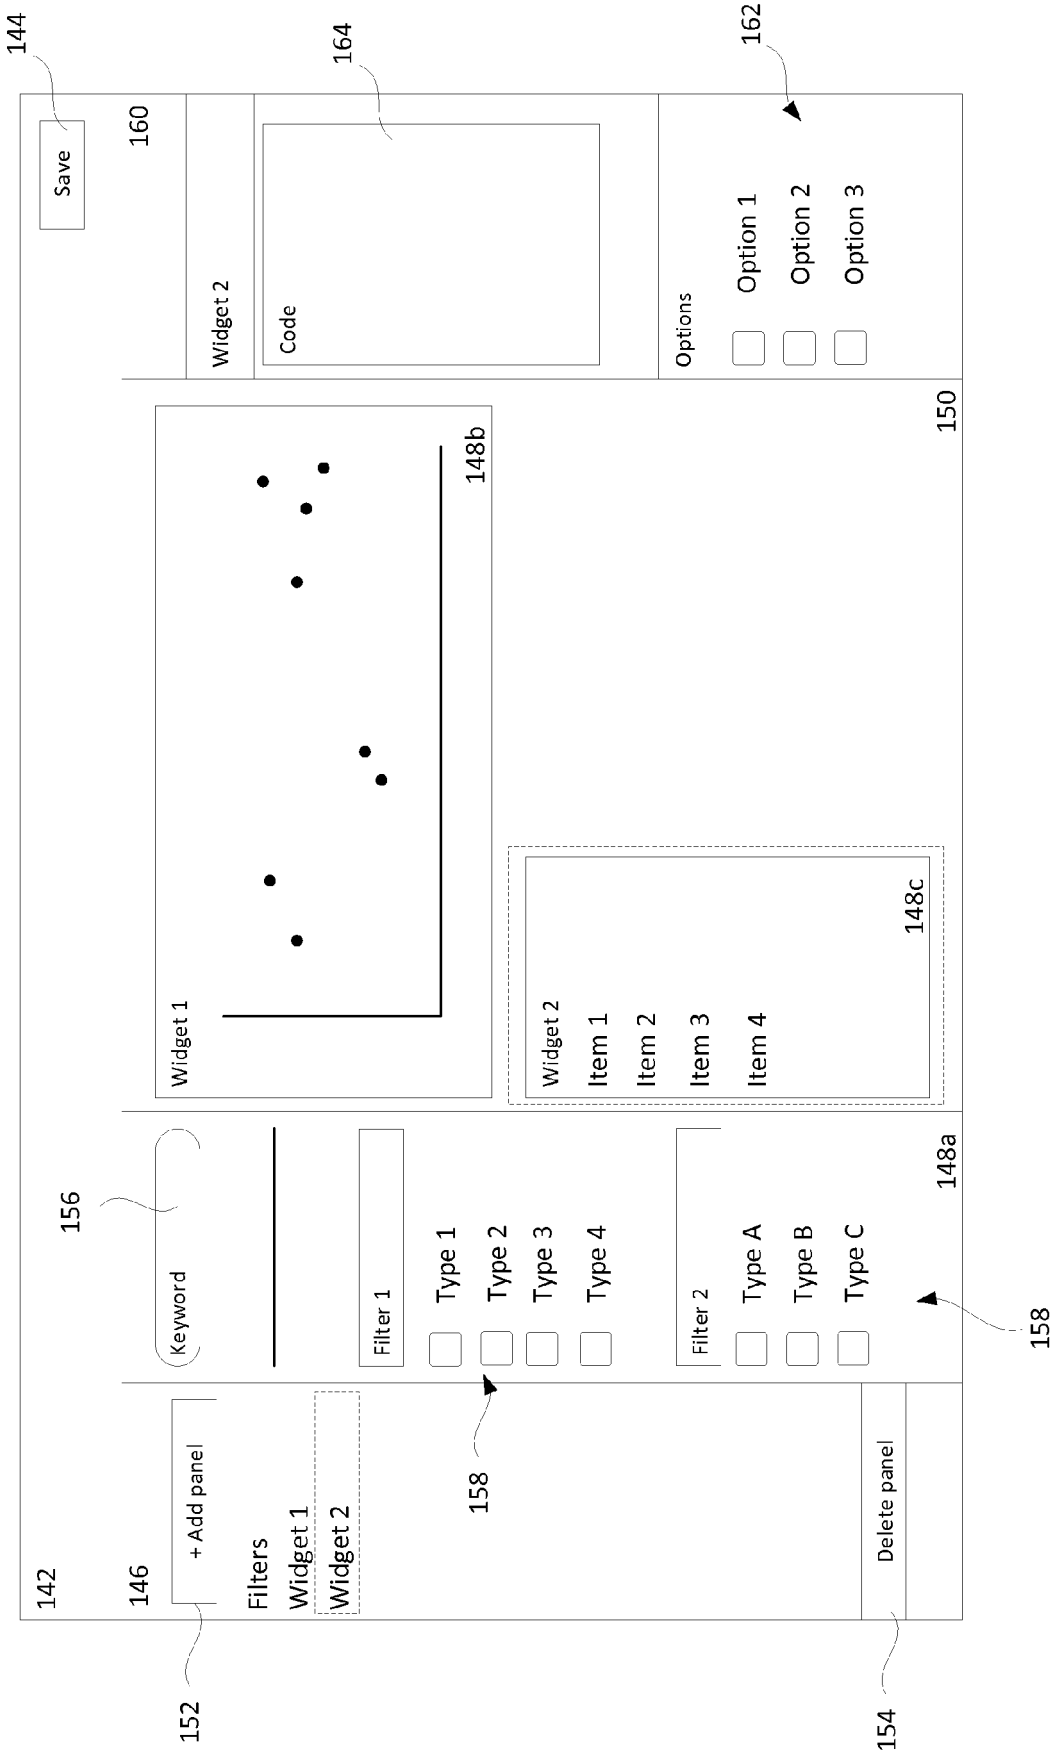 144
142
Save
146
160
+ Add panel
152
Filters
Widget 1
Widget 2
Delete panel
154
156
Keyword
Filter 1
Type 1
Type 2
Type 3
Type 4
158
Filter 2
Type A
Type B
Type C
158
148a
Widget 1
148b
Widget 2
Item 1
Item 2
Item 3
Item 4
148c
150
Widget 2
Code
164
Options
Option 1
Option 2
Option 3
162